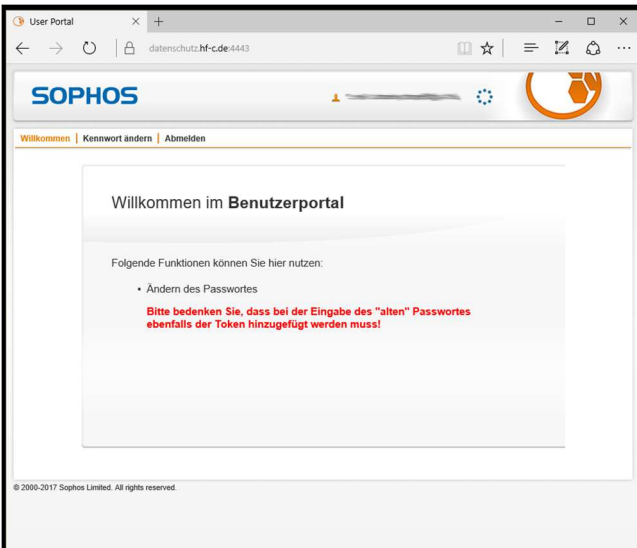 User Portal
datenschutz.hf-c.de:4443
SOPHOS
Willkommen | Kennwort ändern | Abmelden
Willkommen im Benutzerportal
Folgende Funktionen können Sie hier nutzen:
• Ändern des Passwortes
Bitte bedenken Sie, dass bei der Eingabe des "alten" Passwortes
ebenfalls der Token hinzugefügt werden muss!
© 2000-2017 Sophos Limited. All rights reserved.